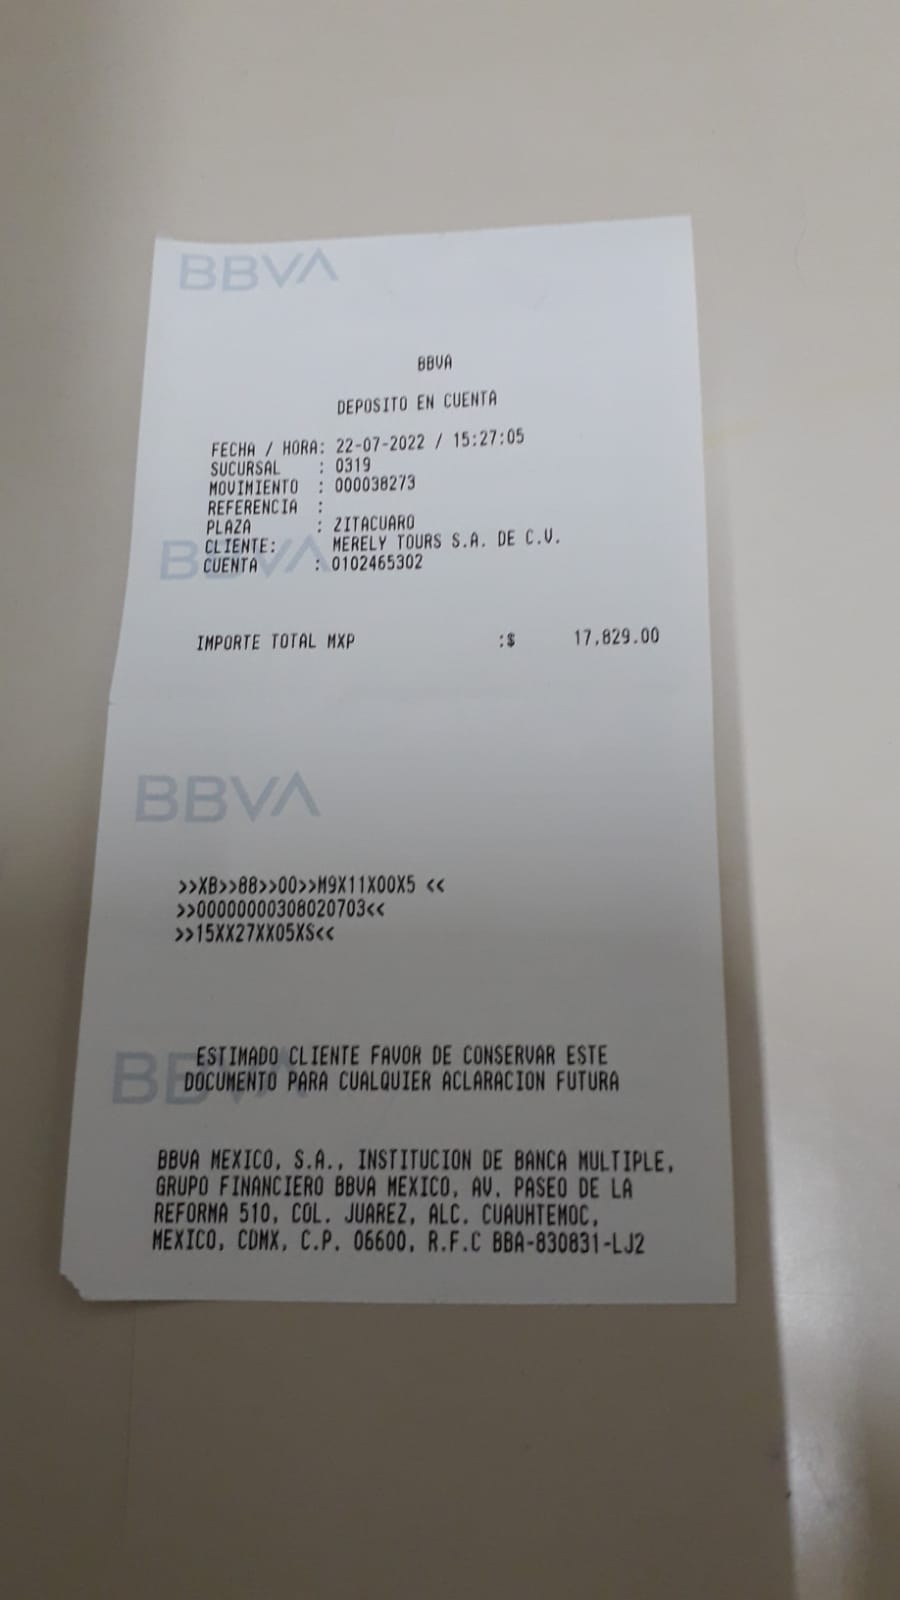 BBVA
BBVA
DEPOSITO EN CUENTA
FECHA / HORA: 22-07-2022 / 15:27:05
SUCURSAL : 0319
MOVIMIENTO : 000038273
REFERENCIA :
PLAZA : ZITACUARO
BBVA
CLIENTE: MERELY TOURS S.A. DE C.V.
CUENTA : 0102465302
IMPORTE TOTAL MXP :$ 17,829.00
BBVA
>>XB>>88>>00>>M9X11X00X5 <<
>>00000000308020703<<
>>15XX27XX05XS<<
BBVA
ESTIMADO CLIENTE FAVOR DE CONSERVAR ESTE
DOCUMENTO PARA CUALQUIER ACLARACION FUTURA
BBVA MEXICO, S.A., INSTITUCION DE BANCA MULTIPLE,
GRUPO FINANCIERO BBVA MEXICO, AV. PASEO DE LA
REFORMA 510, COL. JUAREZ, ALC. CUAUHTEMOC,
MEXICO, CDMX, C.P. 06600, R.F.C BBA-830831-LJ2